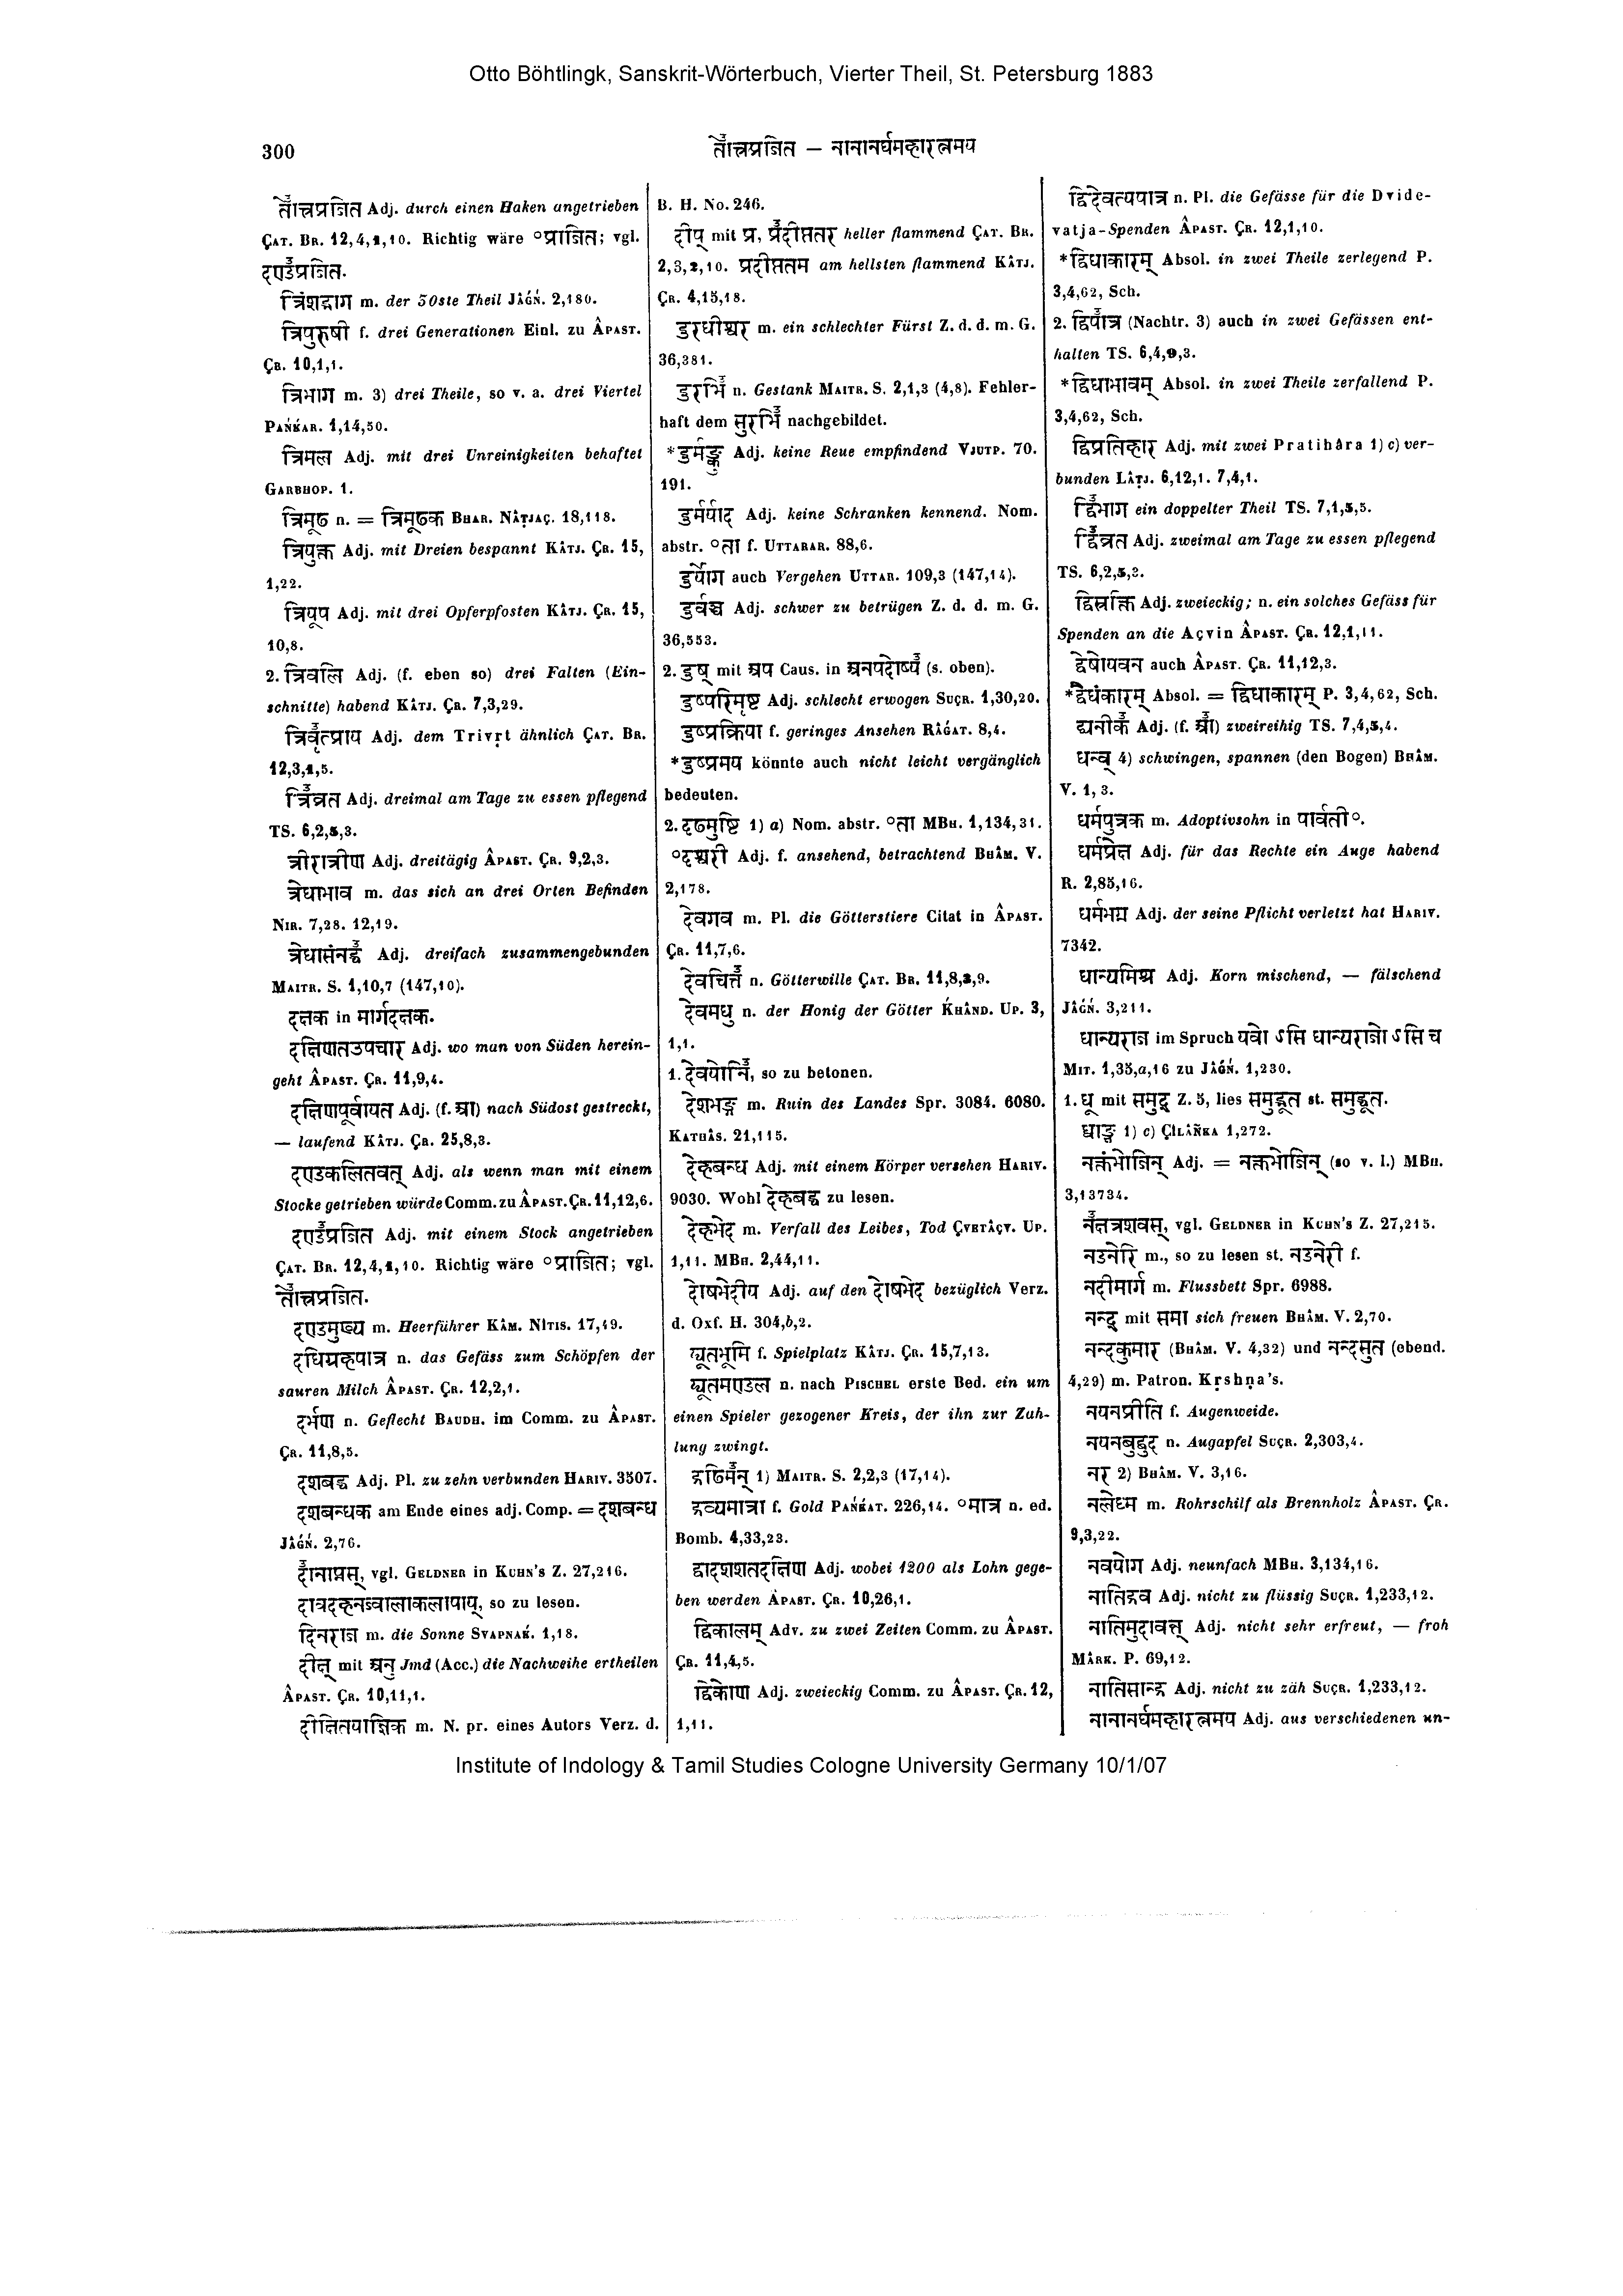 Otto Böhtlingk, Sanskrit-Wörterbuch, Vierter Theil, St. Petersburg 1883
300
तोत्त्रप्रजित — नानानर्घमहारत्नमय
तोत्त्रप्रजित Adj. durch einen Haken angetrieben
ÇAT. BR. 12,4,1,10. Richtig wäre °प्राजित; vgl.
दण्डप्रजित.
त्रिंशद्भाग m. der 30ste Theil JÂǴŃ. 2,180.
त्रिपुरुषी f. drei Generationen Einl. zu ÂPAST.
ÇR. 10,1,1.
त्रिभाग m. 3) drei Theile, so v. a. drei Viertel
PAŃḰAR. 1,14,50.
त्रिमल Adj. mit drei Unreinigkeiten behaftet
GARBHOP. 1.
त्रिमूढ n. = त्रिमूढक BHAR. NÂṬJAÇ. 18,118.
त्रियुक्त Adj. mit Dreien bespannt KÂTJ. ÇR. 15,
1,22.
त्रियूप Adj. mit drei Opferpfosten KÂTJ. ÇR. 15,
10,8.
2. त्रिवलि Adj. (f. eben so) drei Falten (Ein-
schnitte) habend KÂTJ. ÇR. 7,3,29.
त्रिवृत्प्राय Adj. dem Trivṛt ähnlich ÇAT. BR.
12,3,1,5.
त्रिव्रत Adj. dreimal am Tage zu essen pflegend
TS. 6,2,5,3.
त्रीरात्रीण Adj. dreitägig ÂPAST. ÇR. 9,2,3.
त्रेधाभाव m. das sich an drei Orten Befinden
NIR. 7,28. 12,19.
त्रेधासंनद्ध Adj. dreifach zusammengebunden
MAITR. S. 1,10,7 (147,10).
दत्तक in मार्गदत्तक.
दक्षिणतउपचार Adj. wo man von Süden herein-
geht ÂPAST. ÇR. 11,9,4.
दक्षिणपूर्वायत Adj. (f. आ) nach Südost gestreckt,
— laufend KÂTJ. ÇR. 25,8,3.
दण्डकलितवत् Adj. als wenn man mit einem
Stocke getrieben würde Comm. zu ÂPAST. ÇR. 11,12,6.
दण्डप्रजित Adj. mit einem Stock angetrieben
ÇAT. BR. 12,4,1,10. Richtig wäre °प्राजित; vgl.
तोत्त्रप्रजित.
दण्डमुख्य m. Heerführer KÂM. NÎTIS. 17,49.
दधिग्रहपात्र n. das Gefäss zum Schöpfen der
sauren Milch ÂPAST. ÇR. 12,2,1.
दर्भण n. Geflecht BAUDH. im Comm. zu ÂPAST.
ÇR. 11,8,5.
दशबद्ध Adj. Pl. zu zehn verbunden HARIV. 3507.
दशबन्धक am Ende eines adj. Comp. = दशबन्ध
JÂǴŃ. 2,76.
दानाप्नस्, vgl. GELDNER in KUHN'S Z. 27,216.
दावदहनज्वालाकलापाय्, so zu lesen.
दिनराज m. die Sonne SVAPNAḰ. 1,18.
दीक्ष् mit अनु Jmd (Acc.) die Nachweihe ertheilen
ÂPAST. ÇR. 10,11,1.
दीक्षितयाज्ञिक m. N. pr. eines Autors Verz. d.
B. H. No. 246.
दीप् mit प्र, प्रदीप्ततर heller flammend ÇAT. BR.
2,3,2,10. प्रदीप्ततम am hellsten flammend KÂTJ.
ÇR. 4,15,18.
दुरधीश्वर m. ein schlechter Fürst Z. d. d. m. G.
36,381.
दुरभि n. Gestank MAITR. S. 2,1,3 (4,8). Fehler-
haft dem सुरभि nachgebildet.
*दुर्मङ्कु Adj. keine Reue empfindend VJUTP. 70.
191.
दुर्मर्याद Adj. keine Schranken kennend. Nom.
abstr. °ता f. UTTARAR. 88,6.
दुर्योग auch Vergehen UTTAR. 109,3 (147,14).
दुर्वञ्च Adj. schwer zu betrügen Z. d. d. m. G.
36,553.
2. दुष् mit अप Caus. in अनपदोष्य (s. oben).
दुष्परिमृष्ट Adj. schlecht erwogen SUÇR. 1,30,20.
दुष्प्रक्रिया f. geringes Ansehen RÂǴAT. 8,4.
*दुष्प्रमय könnte auch nicht leicht vergänglich
bedeuten.
2. दृढमुष्टि 1) a) Nom. abstr. °ता MBH. 1,134,31.
°दृश्वरी Adj. f. ansehend, betrachtend BHÂM. V.
2,178.
देवगव m. Pl. die Götterstiere Citat in ÂPAST.
ÇR. 11,7,6.
देवचित्त n. Götterwille ÇAT. BR. 11,8,3,9.
देवमधु n. der Honig der Götter ḰHÂND. UP. 3,
1,1.
1. देवयोनि, so zu betonen.
देशभङ्ग m. Ruin des Landes Spr. 3084. 6080.
KATHÂS. 21,115.
देहबन्ध Adj. mit einem Körper versehen HARIV.
9030. Wohl देहबद्ध zu lesen.
देहभेद m. Verfall des Leibes, Tod ÇVETÂÇV. UP.
1,11. MBH. 2,44,11.
दोषभेदीय Adj. auf den दोषभेद bezüglich Verz.
d. Oxf. H. 304,b,2.
द्यूतभूमि f. Spielplatz KÂTJ. ÇR. 15,7,13.
द्यूतमण्डल n. nach PISCHEL erste Bed. ein um
einen Spieler gezogener Kreis, der ihn zur Zah-
lung zwingt.
द्रढिमन् 1) MAITR. S. 2,2,3 (17,14).
द्रव्यमात्रा f. Gold PAŃḰAT. 226,14. °मात्र n. ed.
Bomb. 4,33,23.
द्वादशशतदक्षिण Adj. wobei 1200 als Lohn gege-
ben werden ÂPAST. ÇR. 10,26,1.
द्विकालम् Adv. zu zwei Zeiten Comm. zu ÂPAST.
ÇR. 11,4,5.
द्विकोण Adj. zweieckig Comm. zu ÂPAST. ÇR. 12,
1,11.
द्विदेवत्यपात्र n. Pl. die Gefässe für die Dvide-
vatja-Spenden ÂPAST. ÇR. 12,1,10.
*द्विधाकारम् Absol. in zwei Theile zerlegend P.
3,4,62, Sch.
2. द्विपात्र (Nachtr. 3) auch in zwei Gefässen ent-
halten TS. 6,4,9,3.
*द्विधाभावम् Absol. in zwei Theile zerfallend P.
3,4,62, Sch.
द्विप्रतिहार Adj. mit zwei Pratihâra 1) c) ver-
bunden LÂṬJ. 6,12,1. 7,4,1.
द्विभाग ein doppelter Theil TS. 7,1,5,5.
द्विव्रत Adj. zweimal am Tage zu essen pflegend
TS. 6,2,5,3.
द्विस्रक्ति Adj. zweieckig; n. ein solches Gefäss für
Spenden an die Açvin ÂPAST. ÇR. 12,1,11.
द्वेषोयवन auch ÂPAST. ÇR. 11,12,3.
*द्वैधंकारम् Absol. = द्विधाकारम् P. 3,4,62, Sch.
द्व्यनीक Adj. (f. आ) zweireihig TS. 7,4,5,4.
धन्व् 4) schwingen, spannen (den Bogen) BHÂM.
V. 1, 3.
धर्मपुत्रक m. Adoptivsohn in पार्वती°.
धर्मप्रेक्ष Adj. für das Rechte ein Auge habend
R. 2,85,16.
धर्मभग्न Adj. der seine Pflicht verletzt hat HARIV.
7342.
धान्यमिश्र Adj. Korn mischend, — fälschend
JÂǴŃ. 3,211.
धान्यराज im Spruch यवो ऽसि धान्यराजो ऽसि च
MIT. 1,35,a,16 zu JÂǴŃ. 1,230.
1. धू mit समुद् Z. 5, lies समुद्धूत st. समुद्धूत.
धाङ्क 1) c) ÇÎLÂṄKA 1,272.
नक्तंभोजिन् Adj. = नक्तभोजिन् (so v. l.) MBH.
3,13734.
नक्षत्रशवस्, vgl. GELDNER in KUHN'S Z. 27,215.
नडनेरि m., so zu lesen st. नडनेरी f.
नदीमार्ग m. Flussbett Spr. 6988.
नन्द् mit समा sich freuen BHÂM. V. 2,70.
नन्दकुमार (BHÂM. V. 4,32) und नन्दसुत (ebend.
4,29) m. Patron. Kṛshṇa's.
नयनप्रीति f. Augenweide.
नयनबुद्बुद n. Augapfel SUÇR. 2,303,4.
नर 2) BHÂM. V. 3,16.
नलेध्म m. Rohrschilf als Brennholz ÂPAST. ÇR.
9,3,22.
नवयोग Adj. neunfach MBH. 3,134,16.
नातिद्रव Adj. nicht zu flüssig SUÇR. 1,233,12.
नातिमुदावत् Adj. nicht sehr erfreut, — froh
MÂRK. P. 69,12.
नातिसान्द्र Adj. nicht zu zäh SUÇR. 1,233,12.
नानानर्घमहारत्नमय Adj. aus verschiedenen un-
Institute of Indology & Tamil Studies Cologne University Germany 10/1/07